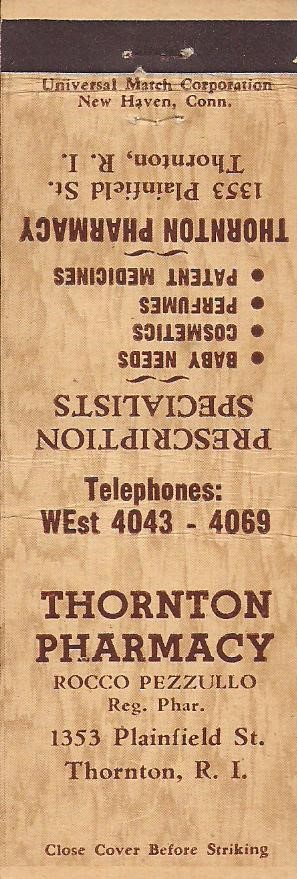 Universal Match Corporation
New Haven, Conn.
PRESCRIPTION
SPECIALISTS
• BABY NEEDS
• COSMETICS
• PERFUMES
• PATENT MEDICINES
THORNTON PHARMACY
1353 Plainfield St.
Thornton, R. I.
Telephones:
WEst 4043 - 4069
THORNTON
PHARMACY
ROCCO PEZZULLO
Reg. Phar.
1353 Plainfield St.
Thornton, R. I.
Close Cover Before Striking